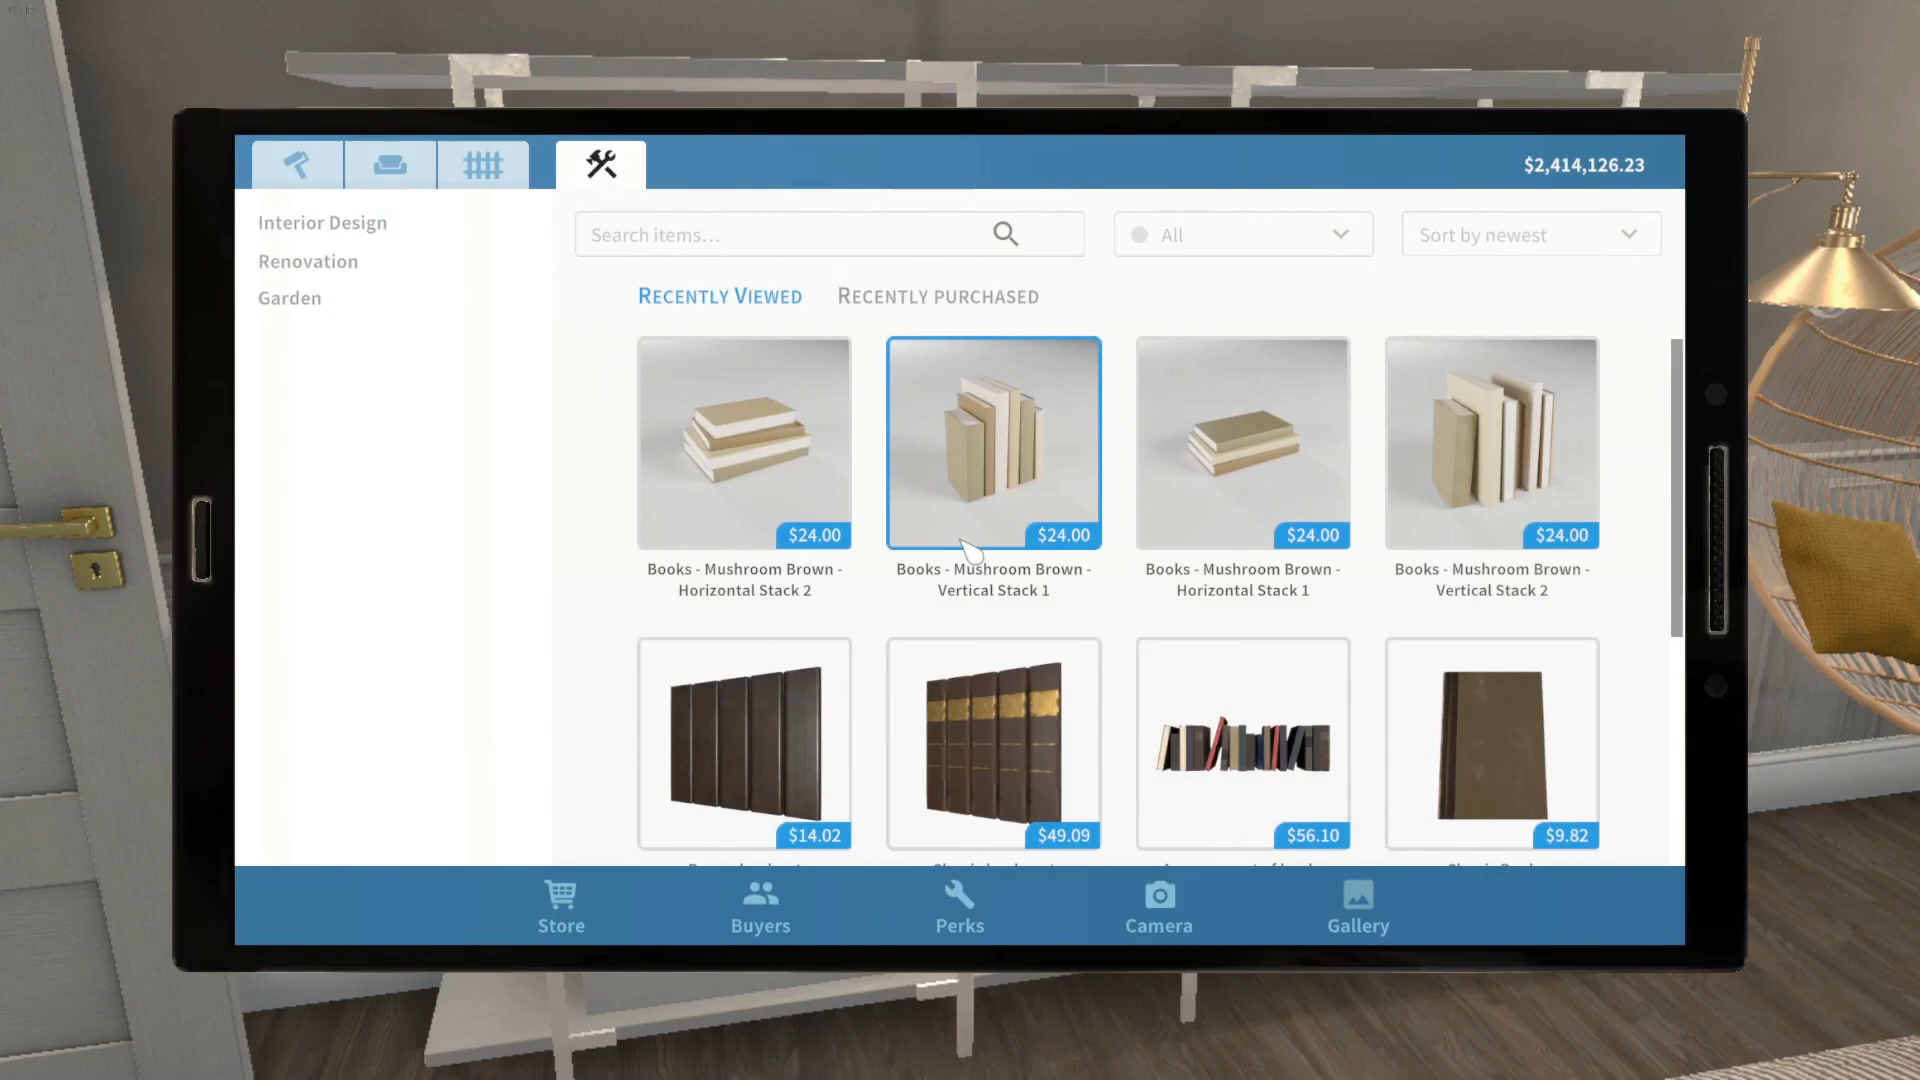 $2,414,126.23
Interior Design
Renovation
Garden
Search items...
All
Sort by newest
RECENTLY VIEWED
RECENTLY PURCHASED
$24.00
$24.00
$24.00
$24.00
Books - Mushroom Brown -
Horizontal Stack 2
Books - Mushroom Brown -
Vertical Stack 1
Books - Mushroom Brown -
Horizontal Stack 1
Books - Mushroom Brown -
Vertical Stack 2
$14.02
$49.09
$56.10
$9.82
Store
Buyers
Perks
Camera
Gallery